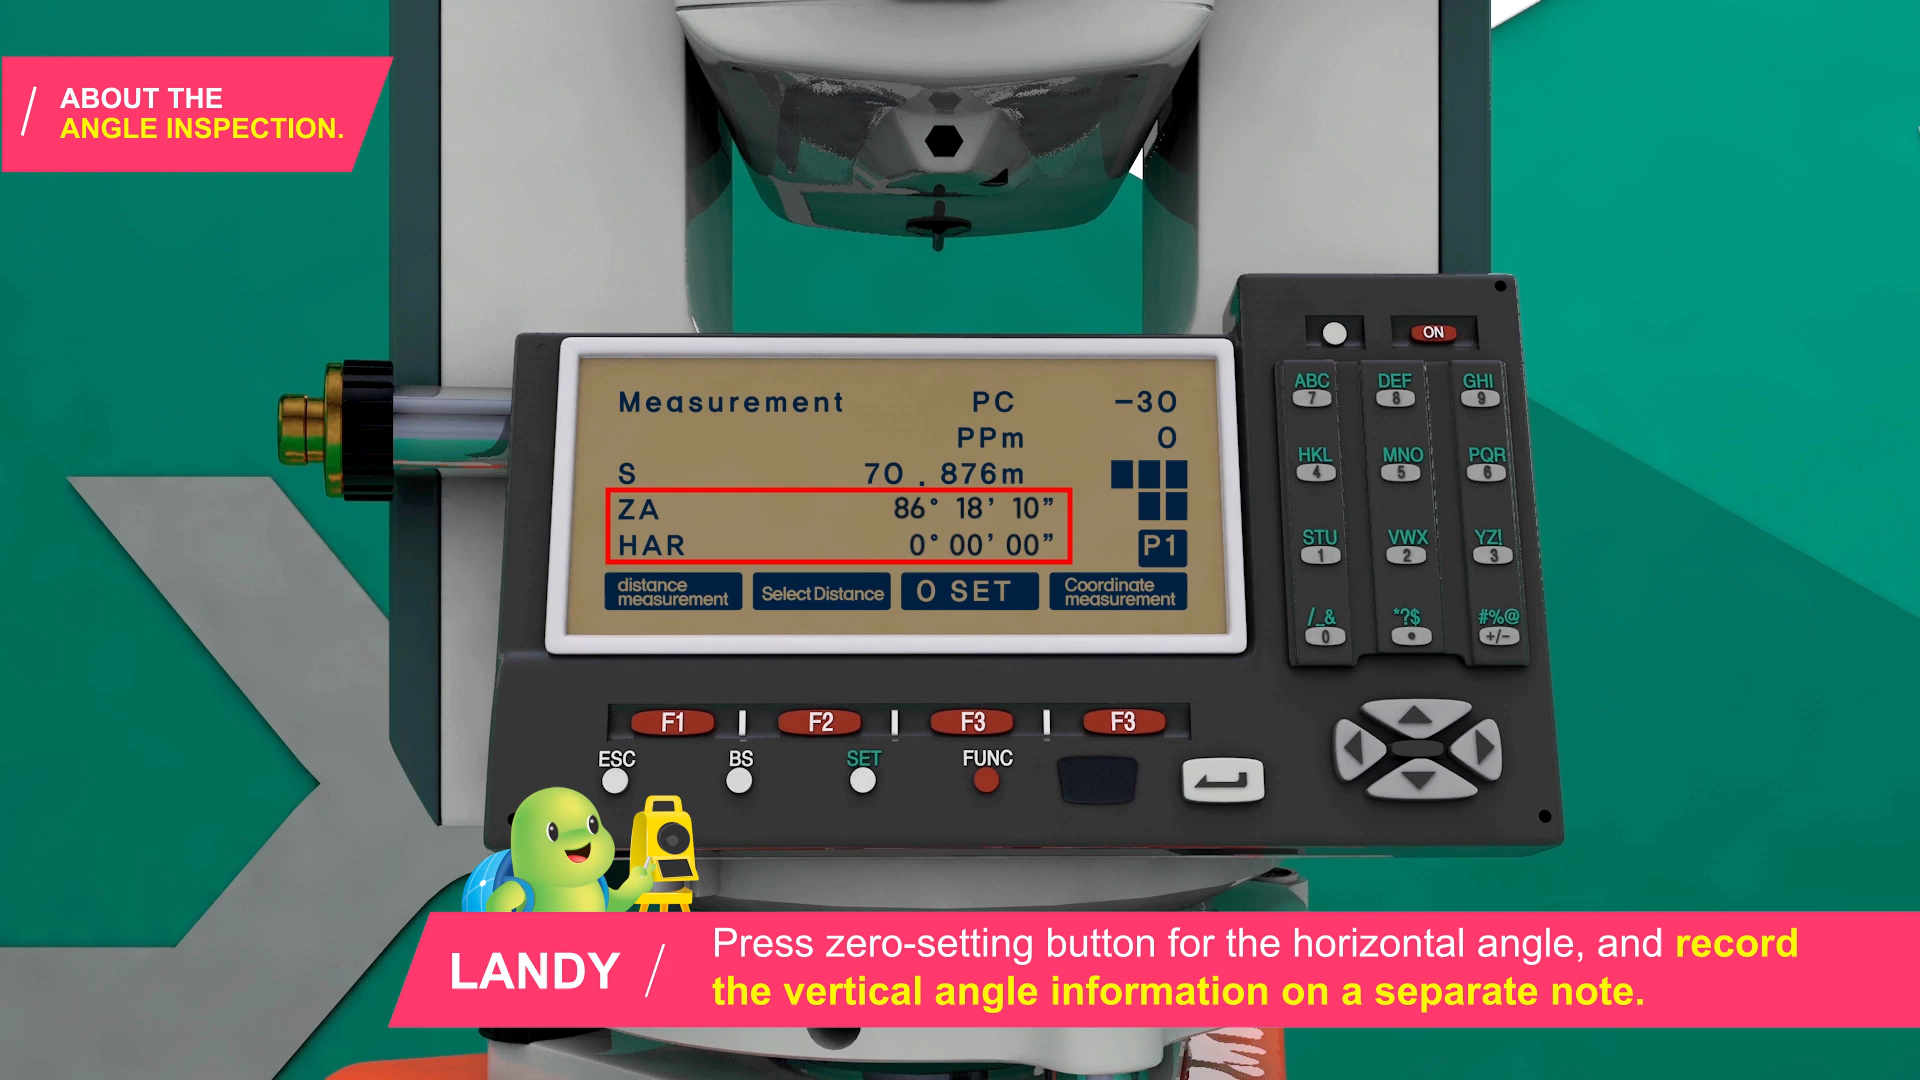 ABOUT THE
ANGLE INSPECTION.
Measurement PC -30
PPm 0
S 70 . 876m
ZA 86° 18’ 10”
HAR 0° 00’ 00”
P1
distance measurement
Select Distance
0 SET
Coordinate measurement
ON
ABC DEF GHI
7 8 9
HKL MNO PQR
4 5 6
STU VWX YZ!
1 2 3
/_& *?$ #%@
0 • +/-
F1 F2 F3 F3
ESC BS SET FUNC
LANDY
Press zero-setting button for the horizontal angle, and record
the vertical angle information on a separate note.